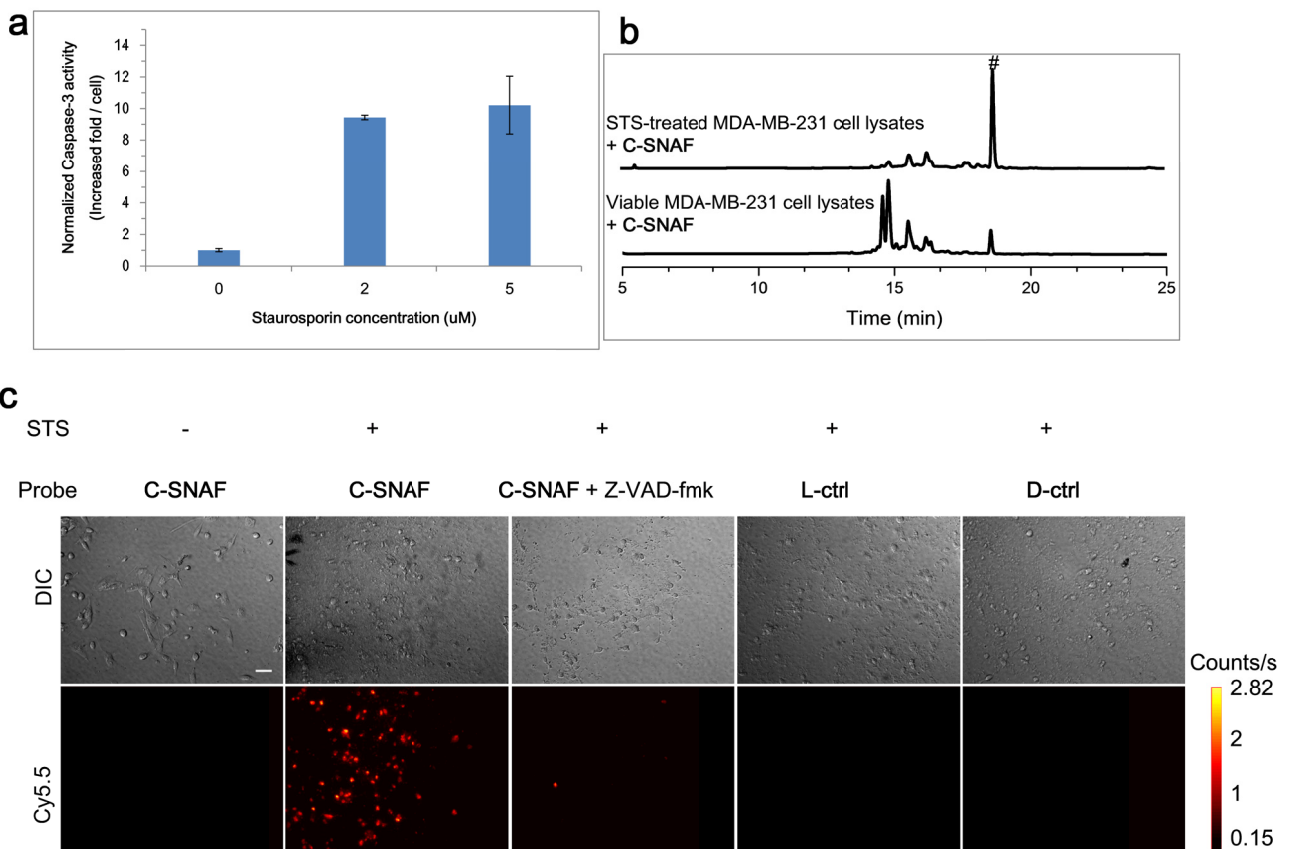 a
Normalized Caspase-3 activity
(Increased fold / cell)
14
12
10
8
6
4
2
0
0 2 5
Staurosporin concentration (uM)
b
#
STS-treated MDA-MB-231 cell lysates
+ C-SNAF
Viable MDA-MB-231 cell lysates
+ C-SNAF
5 10 15 20 25
Time (min)
c
STS - + + + +
Probe C-SNAF C-SNAF C-SNAF + Z-VAD-fmk L-ctrl D-ctrl
DIC
Cy5.5
Counts/s
2.82
2
1
0.15